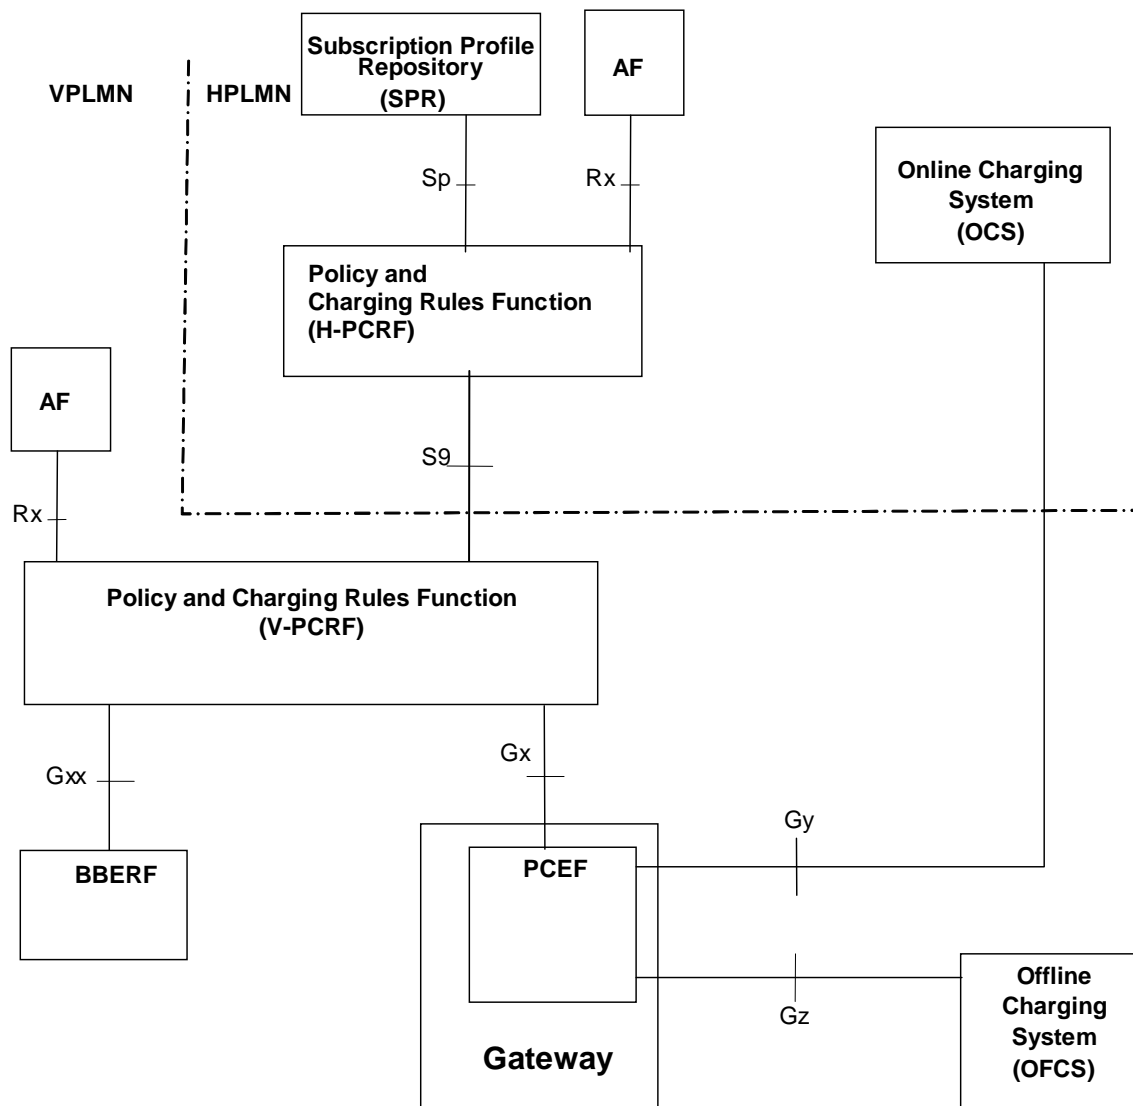 Subscription Profile
Repository
(SPR)
AF
VPLMN
HPLMN
Sp
Rx
Online Charging
System
(OCS)
Policy and
Charging Rules Function
(H-PCRF)
AF
S9
Rx
Policy and Charging Rules Function
(V-PCRF)
Gxx
Gx
Gy
BBERF
PCEF
Gz
Offline
Charging
System
(OFCS)
Gateway